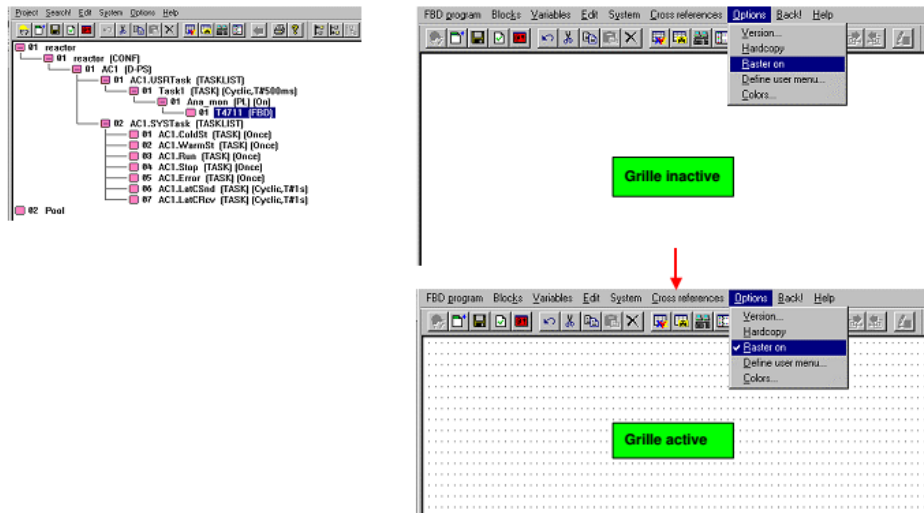 Project Search! Edit System Options Help
01 reactor
01 reactor (CONF)
01 AC1 (D-PS)
01 AC1.USRTask (TASKLIST)
01 Task1 (TASK) (Cyclic,T#500ms)
01 Ana_mon (PL) (On)
01 T4711 (FBD)
02 AC1.SYSTask (TASKLIST)
01 AC1.ColdSt (TASK) (Once)
02 AC1.WarmSt (TASK) (Once)
03 AC1.Run (TASK) (Once)
04 AC1.Stop (TASK) (Once)
05 AC1.Error (TASK) (Once)
06 AC1.LatCSnd (TASK) (Cyclic,T#1s)
07 AC1.LatCRcv (TASK) (Cyclic,T#1s)
02 Pool
FBD program Blocks Variables Edit System Cross references Options Back! Help
Version...
Hardcopy
Raster on
Define user menu...
Colors...
Grille inactive
FBD program Blocks Variables Edit System Cross references Options Back! Help
Version...
Hardcopy
Raster on
Define user menu...
Colors...
Grille active